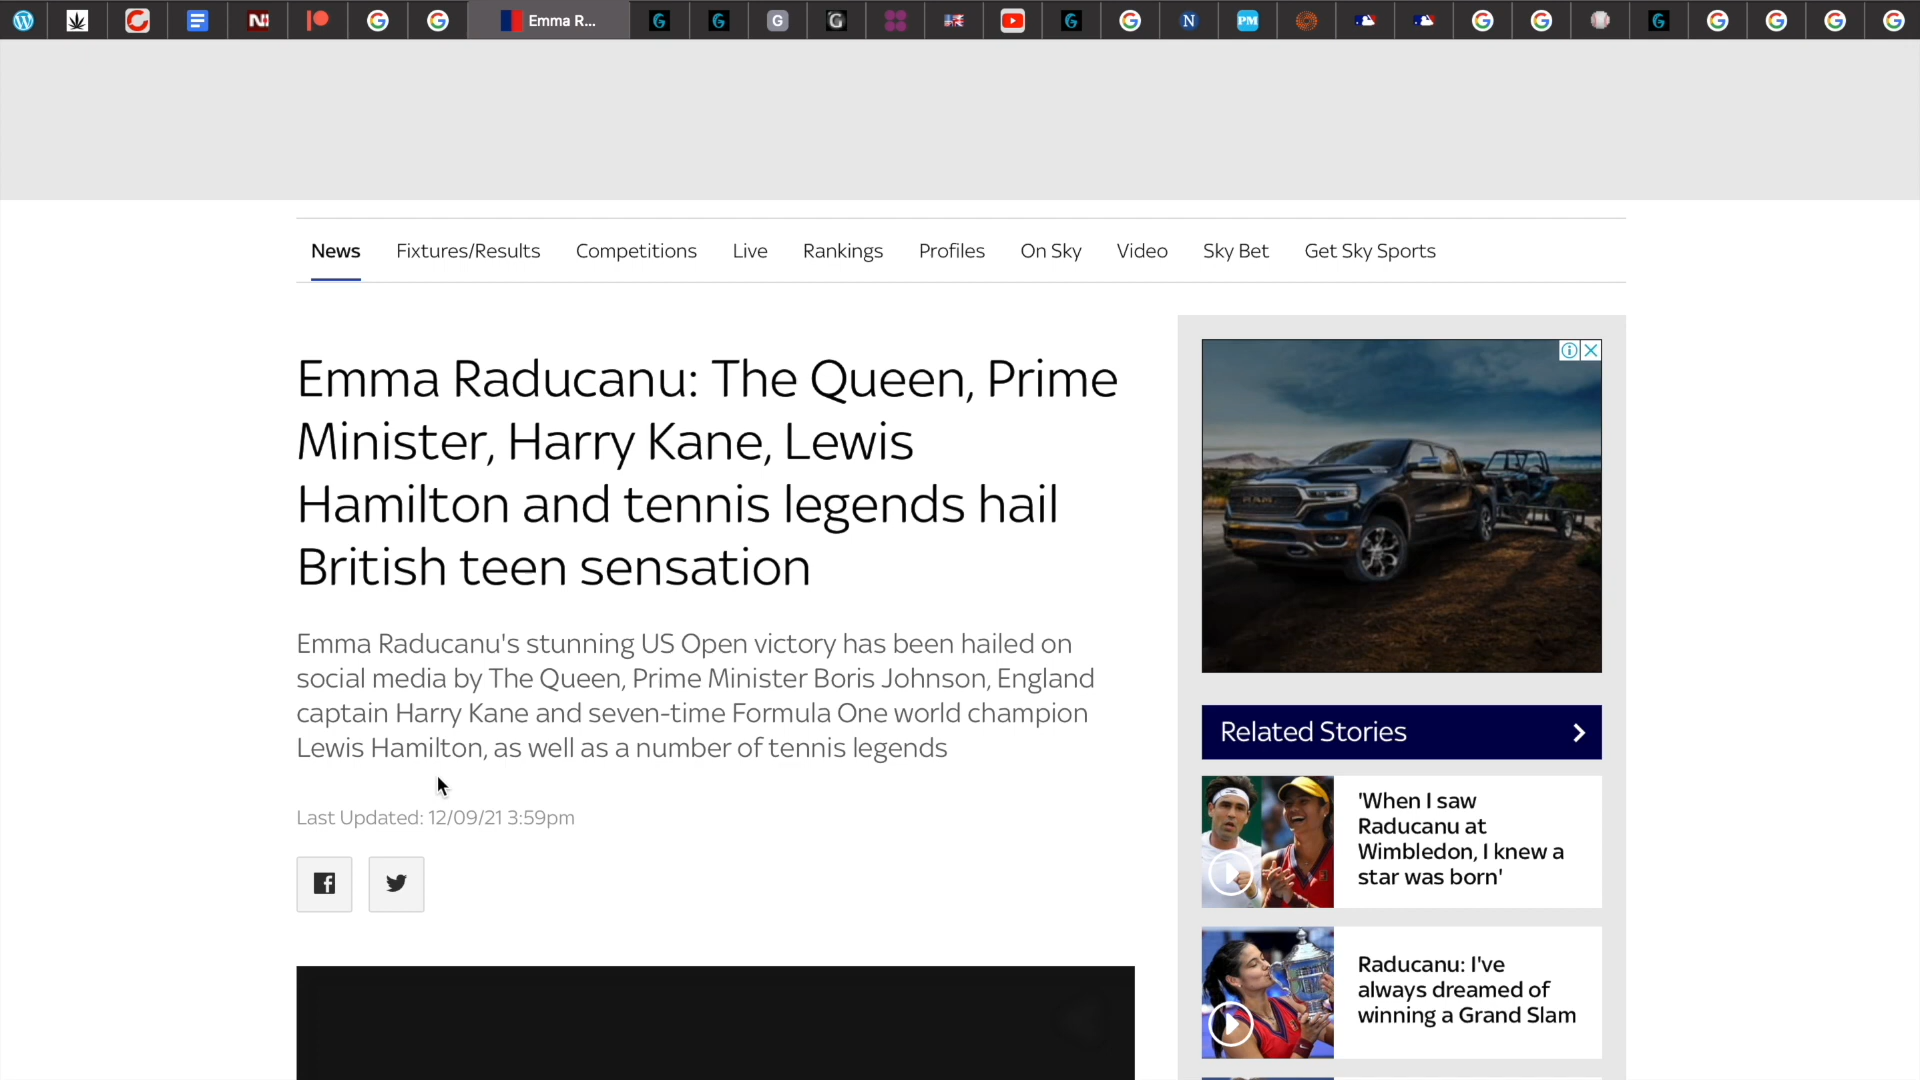 Emma R...
G
G
N
PM
G
News Fixtures/Results Competitions Live Rankings Profiles On Sky Video Sky Bet Get Sky Sports
Emma Raducanu: The Queen, Prime
Minister, Harry Kane, Lewis
Hamilton and tennis legends hail
British teen sensation
Emma Raducanu's stunning US Open victory has been hailed on
social media by The Queen, Prime Minister Boris Johnson, England
captain Harry Kane and seven-time Formula One world champion
Lewis Hamilton, as well as a number of tennis legends
Last Updated: 12/09/21 3:59pm
RAM
Related Stories
'When I saw
Raducanu at
Wimbledon, I knew a
star was born'
Raducanu: I've
always dreamed of
winning a Grand Slam